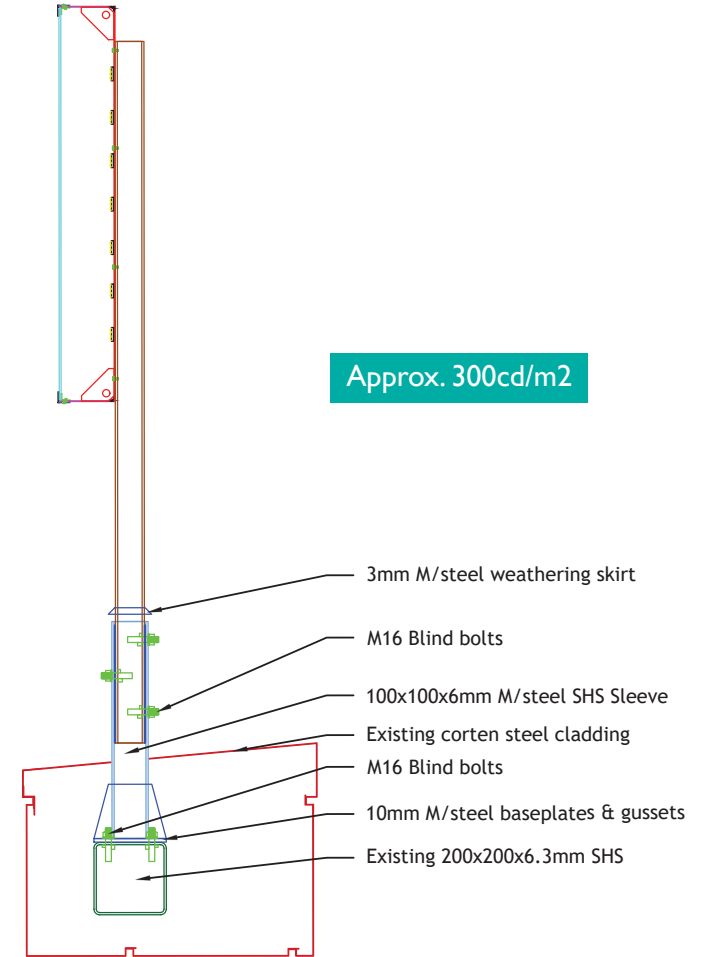 Approx. 300cd/m2
3mm M/steel weathering skirt
M16 Blind bolts
100x100x6mm M/steel SHS Sleeve
Existing corten steel cladding
M16 Blind bolts
10mm M/steel baseplates & gussets
Existing 200x200x6.3mm SHS